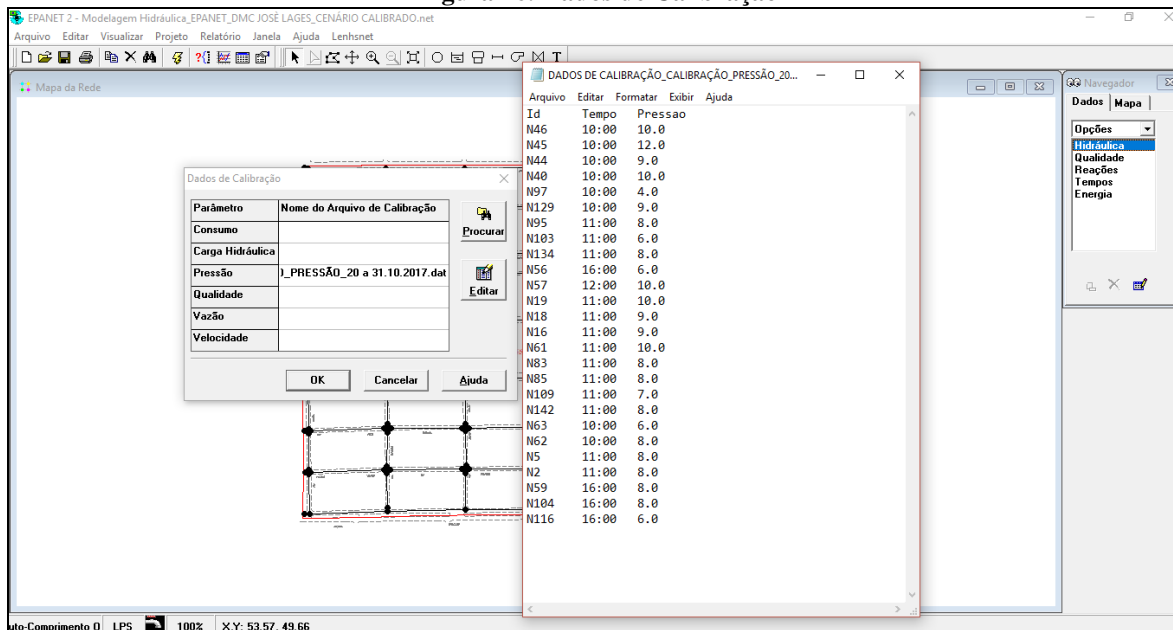 EPANET 2 - Modelagem Hidráulica_EPANET_DMC JOSÉ LAGES_CENÁRIO CALIBRADO.net
Arquivo Editar Visualizar Projeto Relatório Janela Ajuda Lenhsnet
Mapa da Rede
Dados de Calibração
Parâmetro Nome do Arquivo de Calibração
Consumo
Carga Hidráulica
Pressão )_PRESSÃO_20 a 31.10.2017.dat
Qualidade
Vazão
Velocidade
Procurar
Editar
OK Cancelar Ajuda
DADOS DE CALIBRAÇÃO_CALIBRAÇÃO_PRESSÃO_20...
Arquivo Editar Formatar Exibir Ajuda
Id Tempo Pressao
N46 10:00 10.0
N45 10:00 12.0
N44 10:00 9.0
N40 10:00 10.0
N97 10:00 4.0
N129 10:00 9.0
N95 11:00 8.0
N103 11:00 6.0
N134 11:00 8.0
N56 16:00 6.0
N57 12:00 10.0
N19 11:00 10.0
N18 11:00 9.0
N16 11:00 9.0
N61 11:00 10.0
N83 11:00 8.0
N85 11:00 8.0
N109 11:00 7.0
N142 11:00 8.0
N63 10:00 6.0
N62 10:00 8.0
N5 11:00 8.0
N2 11:00 8.0
N59 16:00 8.0
N104 16:00 8.0
N116 16:00 6.0
Navegador
Dados Mapa
Opções
Hidráulica
Qualidade
Reações
Tempos
Energia
uto-Comprimento O LPS 100% X,Y: 53.57, 49.66